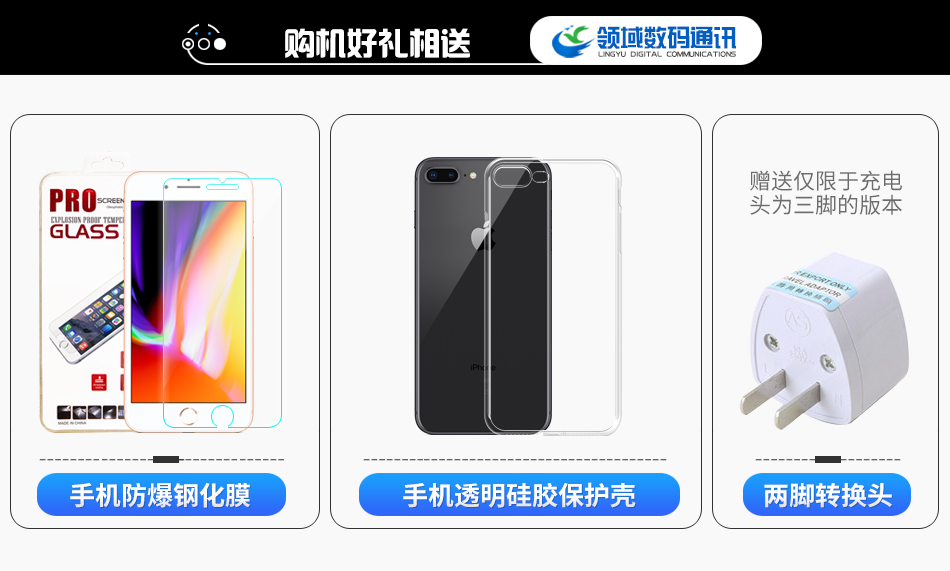 购机好礼相送
领域数码通讯
LINGYU DIGITAL COMMUNICATIONS
PRO
SCREEN
EXPLOSION PROOF TEMPE
GLASS
MADE IN CHINA
iPhone
赠送仅限于充电
头为三脚的版本
R EXPORT ONLY
AVEL ADAPTOR
手机防爆钢化膜
手机透明硅胶保护壳
两脚转换头